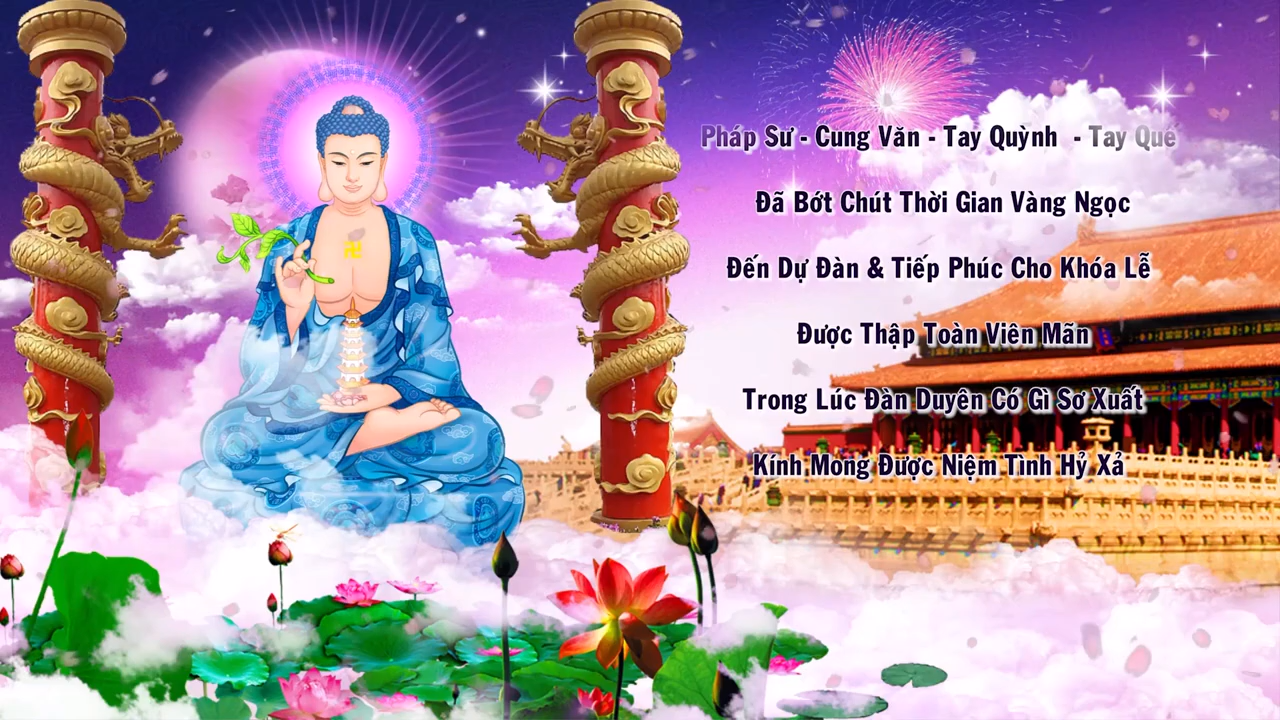 Pháp Sư - Cung Văn - Tay Quỳnh - Tay Quế
Đã Bớt Chút Thời Gian Vàng Ngọc
Đến Dự Đàn & Tiếp Phúc Cho Khóa Lễ
Được Thập Toàn Viên Mãn
Trong Lúc Đàn Duyên Có Gì Sơ Xuất
Kính Mong Được Niệm Tình Hỷ Xả